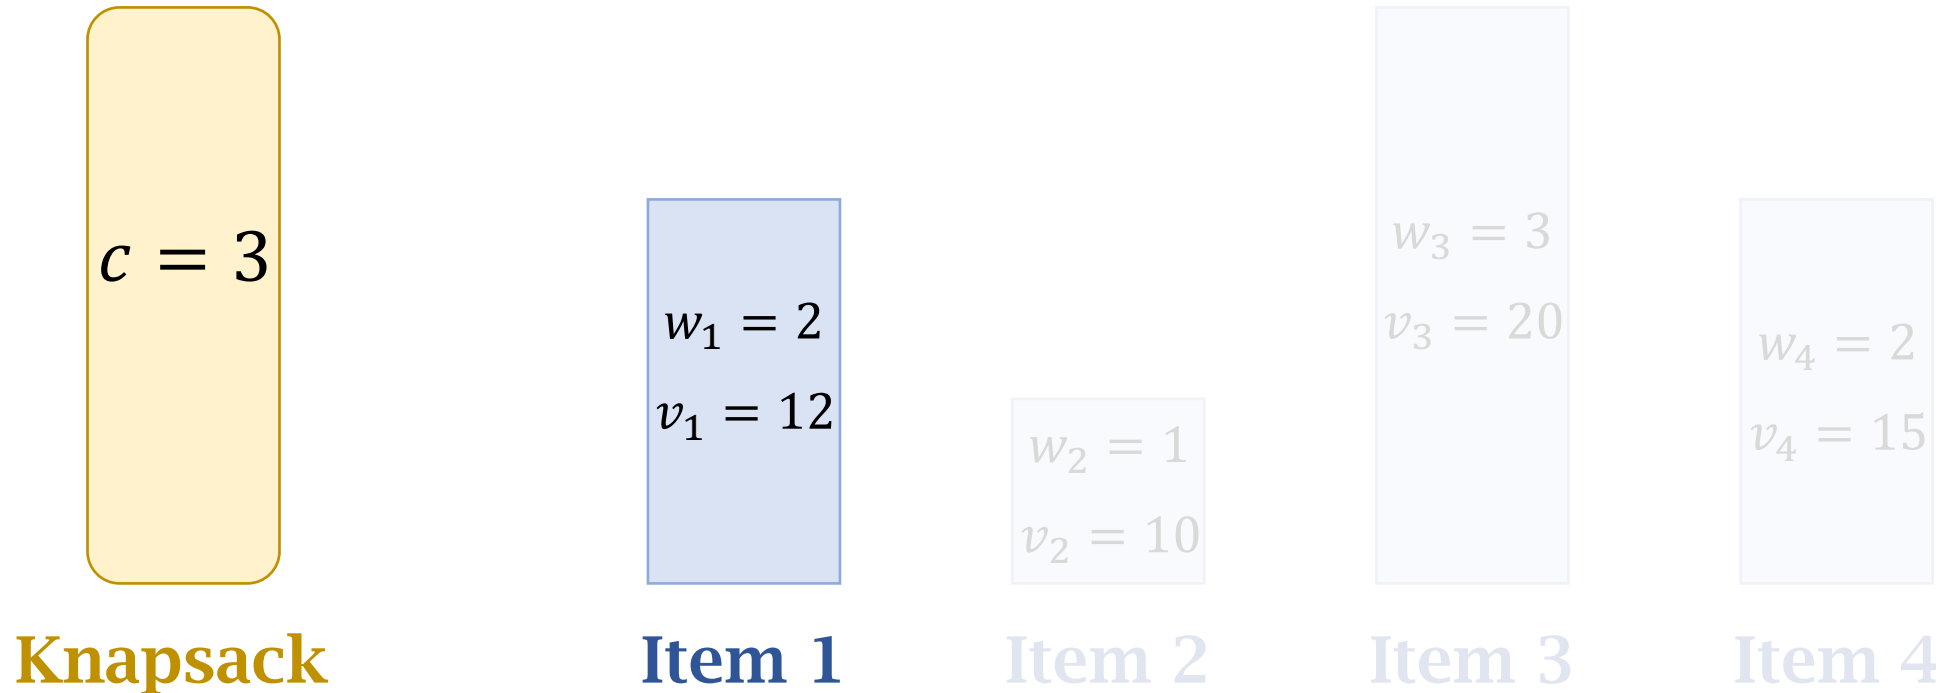 c = 3
w₁ = 2
v₁ = 12
w₂ = 1
v₂ = 10
w₃ = 3
v₃ = 20
w₄ = 2
v₄ = 15
Knapsack Item 1 Item 2 Item 3 Item 4